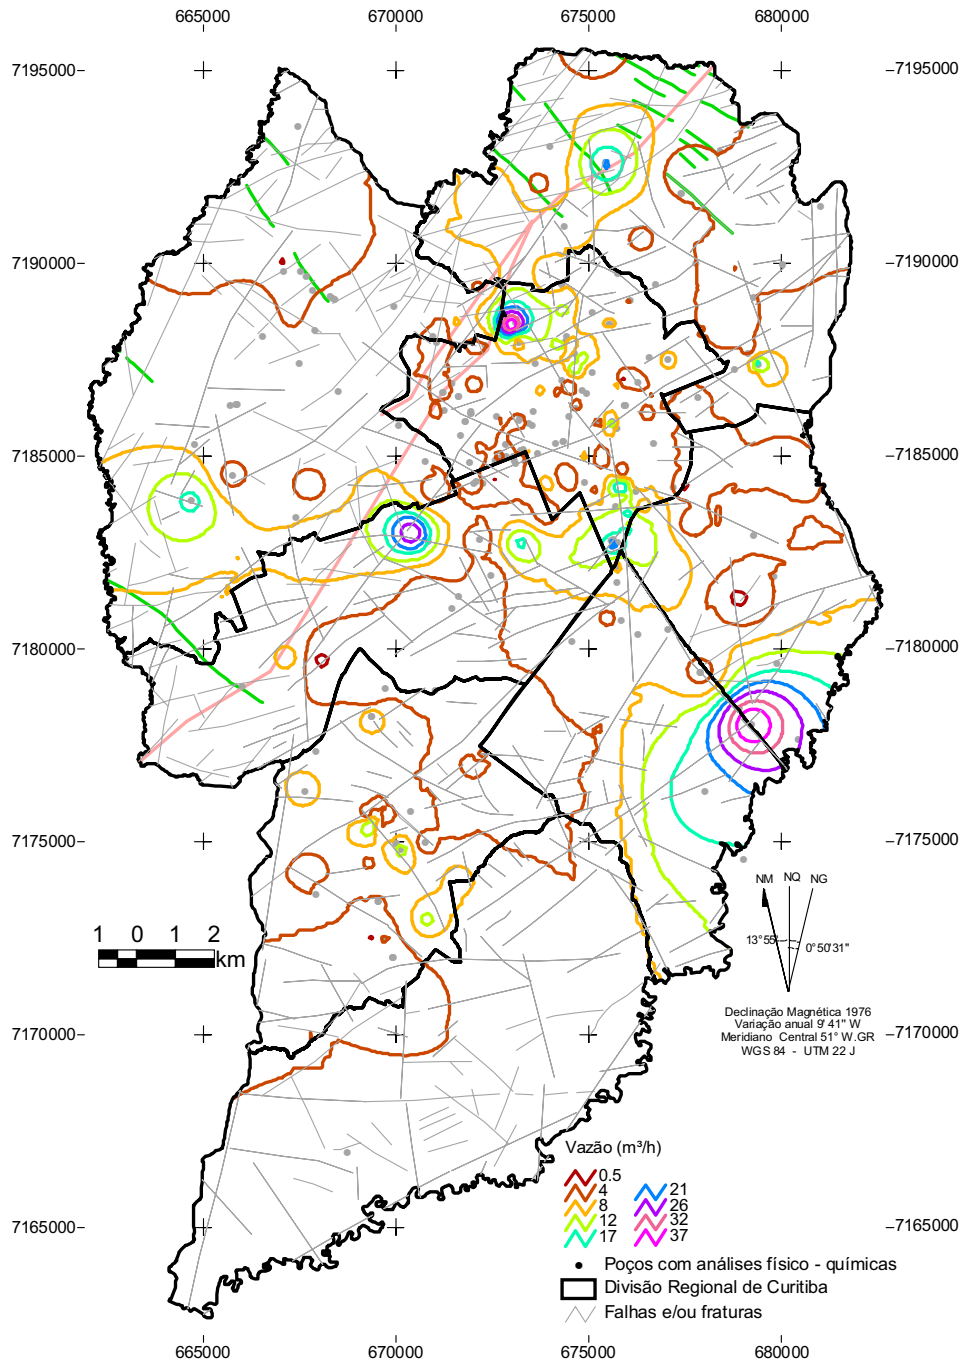 665000 670000 675000 680000
7195000 7195000
7190000 7190000
7185000 7185000
7180000 7180000
7175000 7175000
NM NQ NG
13°55' 0°50'31"
1 0 1 2
km
Declinação Magnética 1976
Variação anual 9' 41" W
Meridiano Central 51° W.GR
WGS 84 - UTM 22 J
7170000 7170000
Vazão (m³/h)
0.5
4 21
8 26
12 32
17 37
7165000 7165000
Poços com análises físico - químicas
Divisão Regional de Curitiba
Falhas e/ou fraturas
665000 670000 675000 680000